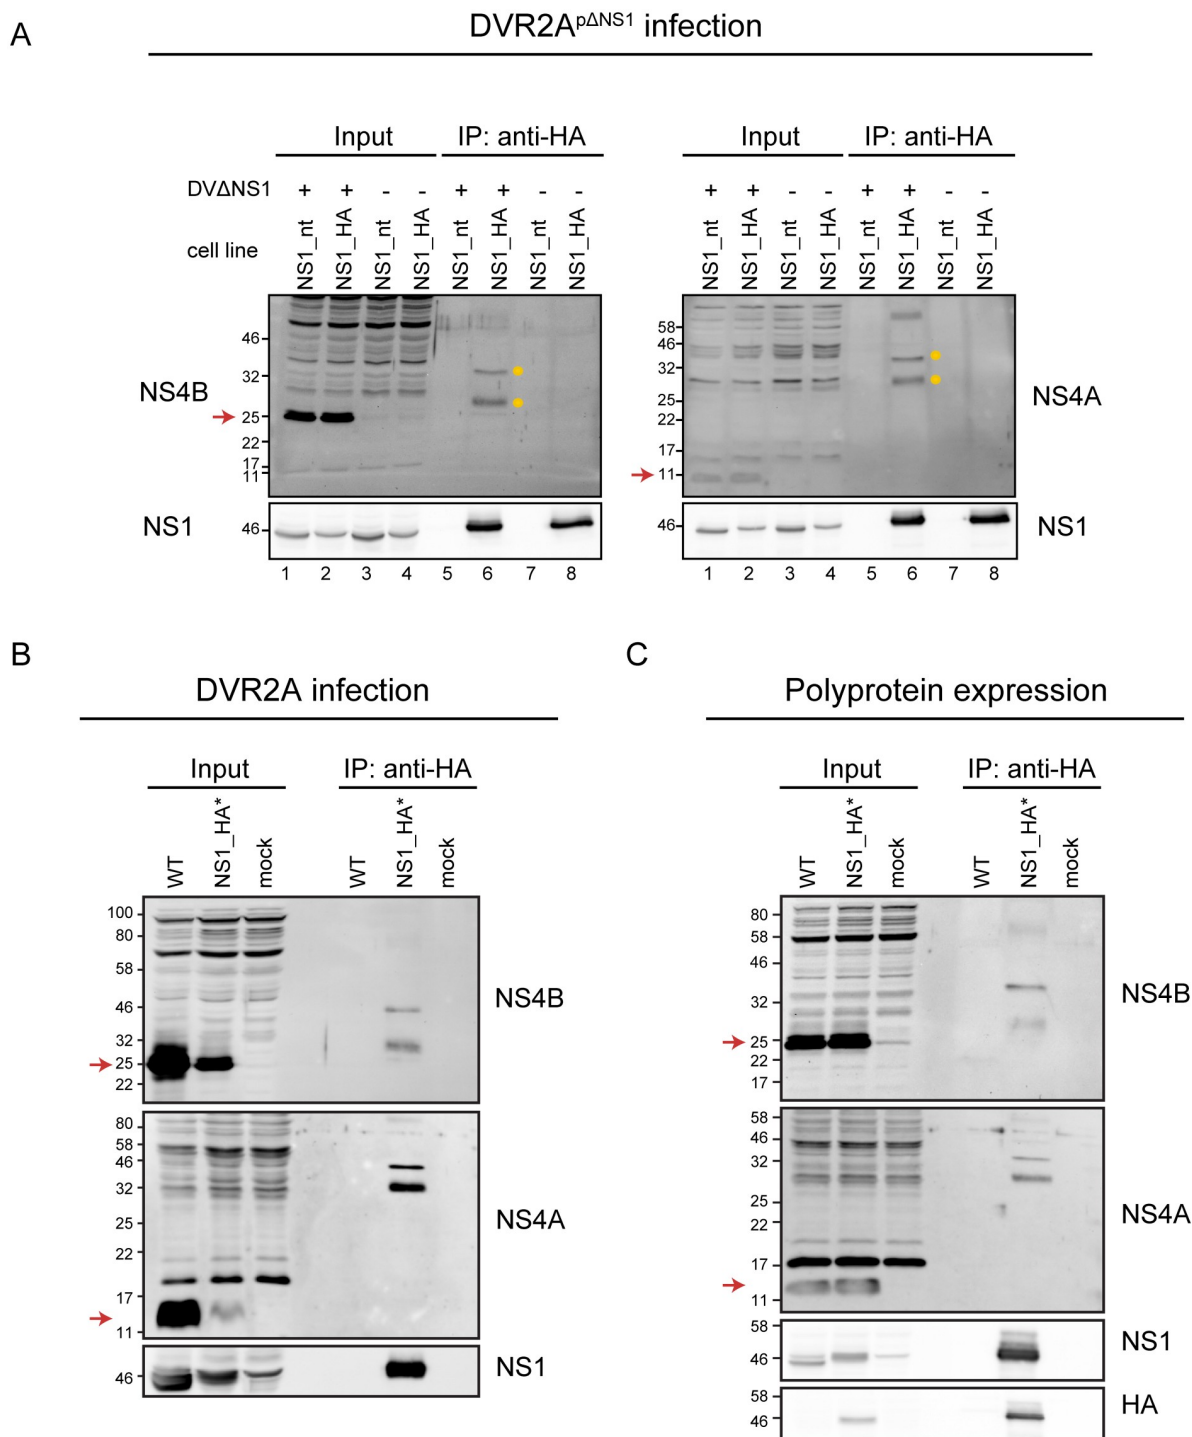 A
DVR2ApΔNS1 infection
Input IP: anti-HA Input IP: anti-HA
DVΔNS1 + + - - + + - - + + - - + + - -
cell line NS1_nt NS1_HA NS1_nt NS1_HA NS1_nt NS1_HA NS1_nt NS1_HA NS1_nt NS1_HA NS1_nt NS1_HA NS1_nt NS1_HA NS1_nt NS1_HA
NS4B
46
32
25
22
17
11
58
46
32
25
22
17
11
NS4A
NS1 46 46 NS1
1 2 3 4 5 6 7 8 1 2 3 4 5 6 7 8
B
DVR2A infection
Input IP: anti-HA
WT NS1_HA* mock WT NS1_HA* mock
100
80
58
46
32
25
22
NS4B
80
58
46
32
25
22
17
11
NS4A
46 NS1
C
Polyprotein expression
Input IP: anti-HA
WT NS1_HA* mock WT NS1_HA* mock
80
58
46
32
25
22
17
NS4B
58
46
32
25
22
17
11
NS4A
58
46
NS1
58
46
HA